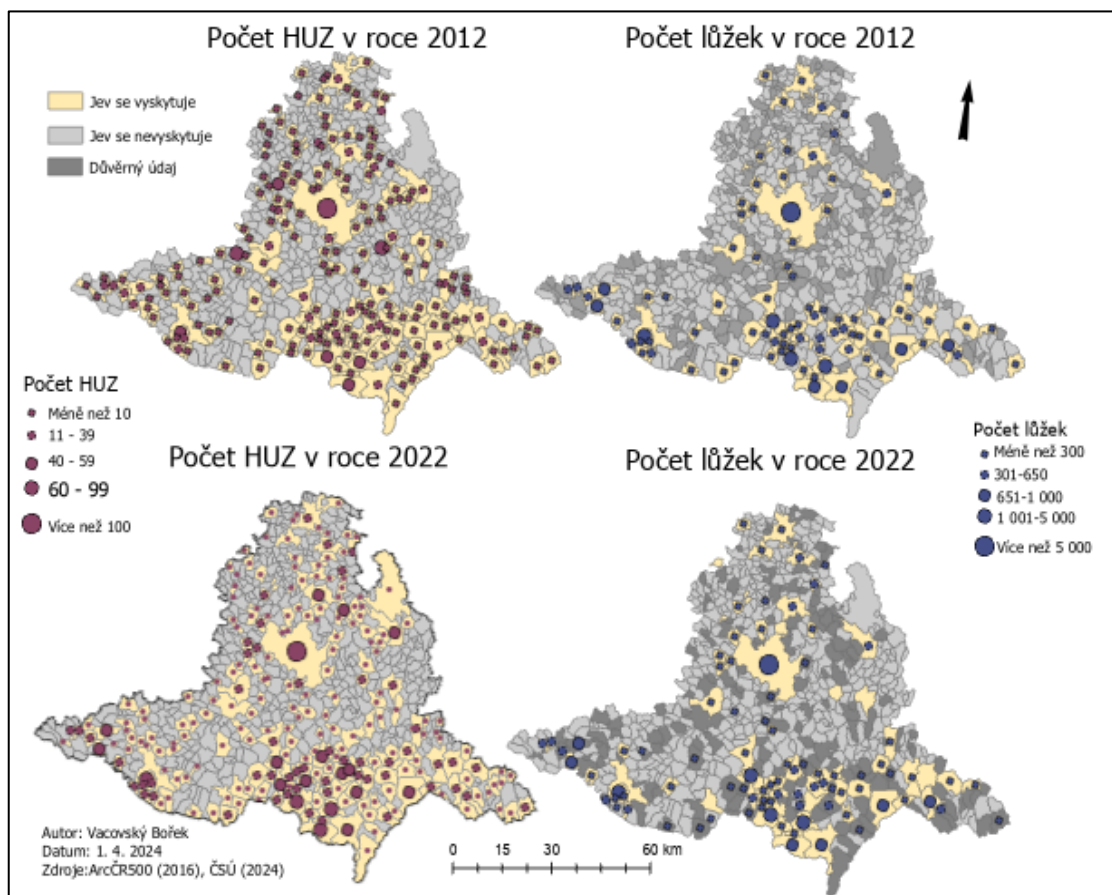 Počet HUZ v roce 2012
Počet lůžek v roce 2012
Jev se vyskytuje
Jev se nevyskytuje
Důvěrný údaj
Počet HUZ
Méně než 10
11 - 39
40 - 59
60 - 99
Více než 100
Počet HUZ v roce 2022
Počet lůžek v roce 2022
Počet lůžek
Méně než 300
301-650
651-1 000
1 001-5 000
Více než 5 000
Autor: Vacovský Bořek
Datum: 1. 4. 2024
Zdroje:ArcČR500 (2016), ČSÚ (2024)
0 15 30 60 km